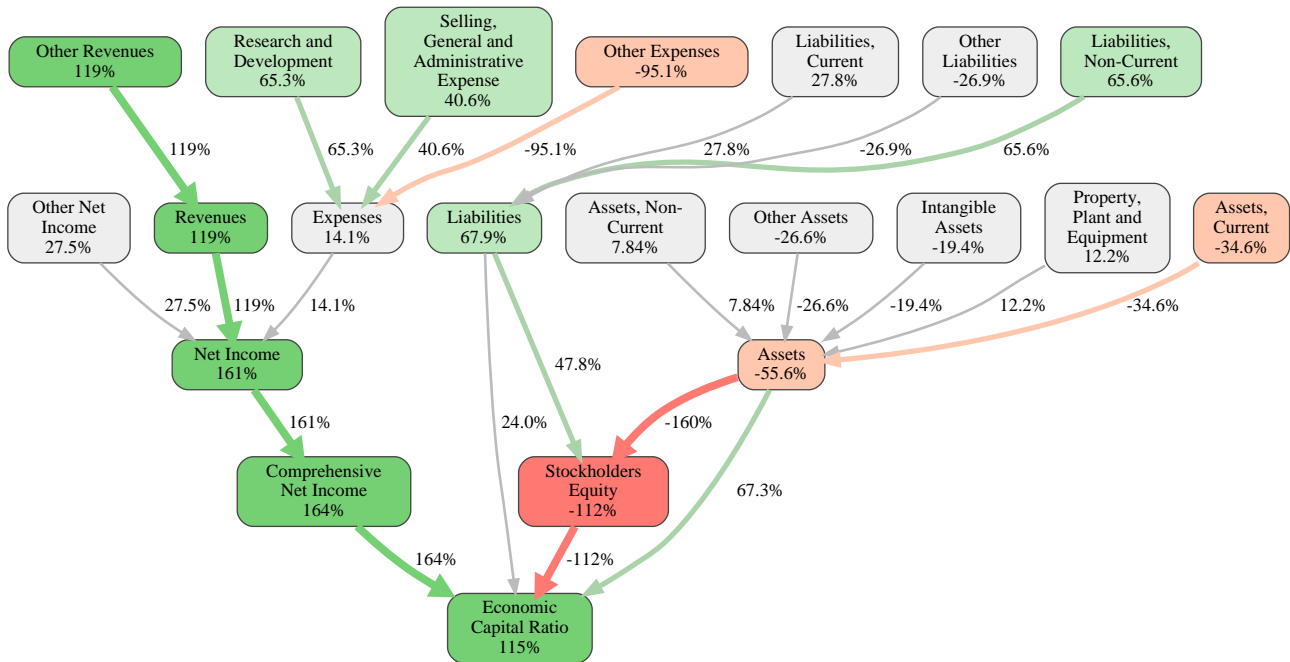 Other Revenues
119%
Research and
Development
65.3%
Selling,
General and
Administrative
Expense
40.6%
Other Expenses
-95.1%
Liabilities,
Current
27.8%
Other
Liabilities
-26.9%
Liabilities,
Non-Current
65.6%
119%
65.3%
40.6%
-95.1%
27.8%
-26.9%
65.6%
Other Net
Income
27.5%
Revenues
119%
Expenses
14.1%
Liabilities
67.9%
Assets, Non-
Current
7.84%
Other Assets
-26.6%
Intangible
Assets
-19.4%
Property,
Plant and
Equipment
12.2%
Assets,
Current
-34.6%
27.5%
119%
14.1%
7.84%
-26.6%
-19.4%
12.2%
-34.6%
Net Income
161%
47.8%
Assets
-55.6%
161%
24.0%
-160%
Comprehensive
Net Income
164%
Stockholders
Equity
-112%
67.3%
164%
-112%
Economic
Capital Ratio
115%